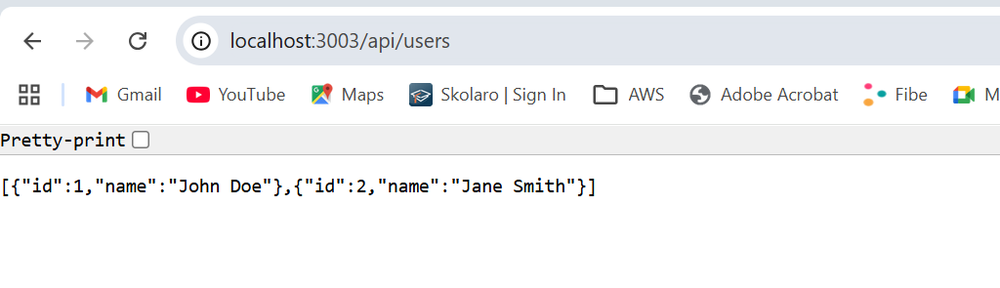 localhost:3003/api/users
Gmail YouTube Maps Skolaro | Sign In AWS Adobe Acrobat Fibe M
Pretty-print
[{"id":1,"name":"John Doe"},{"id":2,"name":"Jane Smith"}]